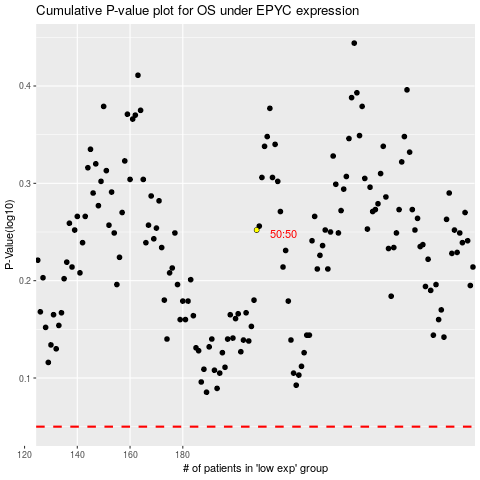 Cumulative P-value plot for OS under EPYC expression
P-Value(log10)
0.4
0.3
0.2
0.1
50:50
120 140 160 180
# of patients in 'low exp' group